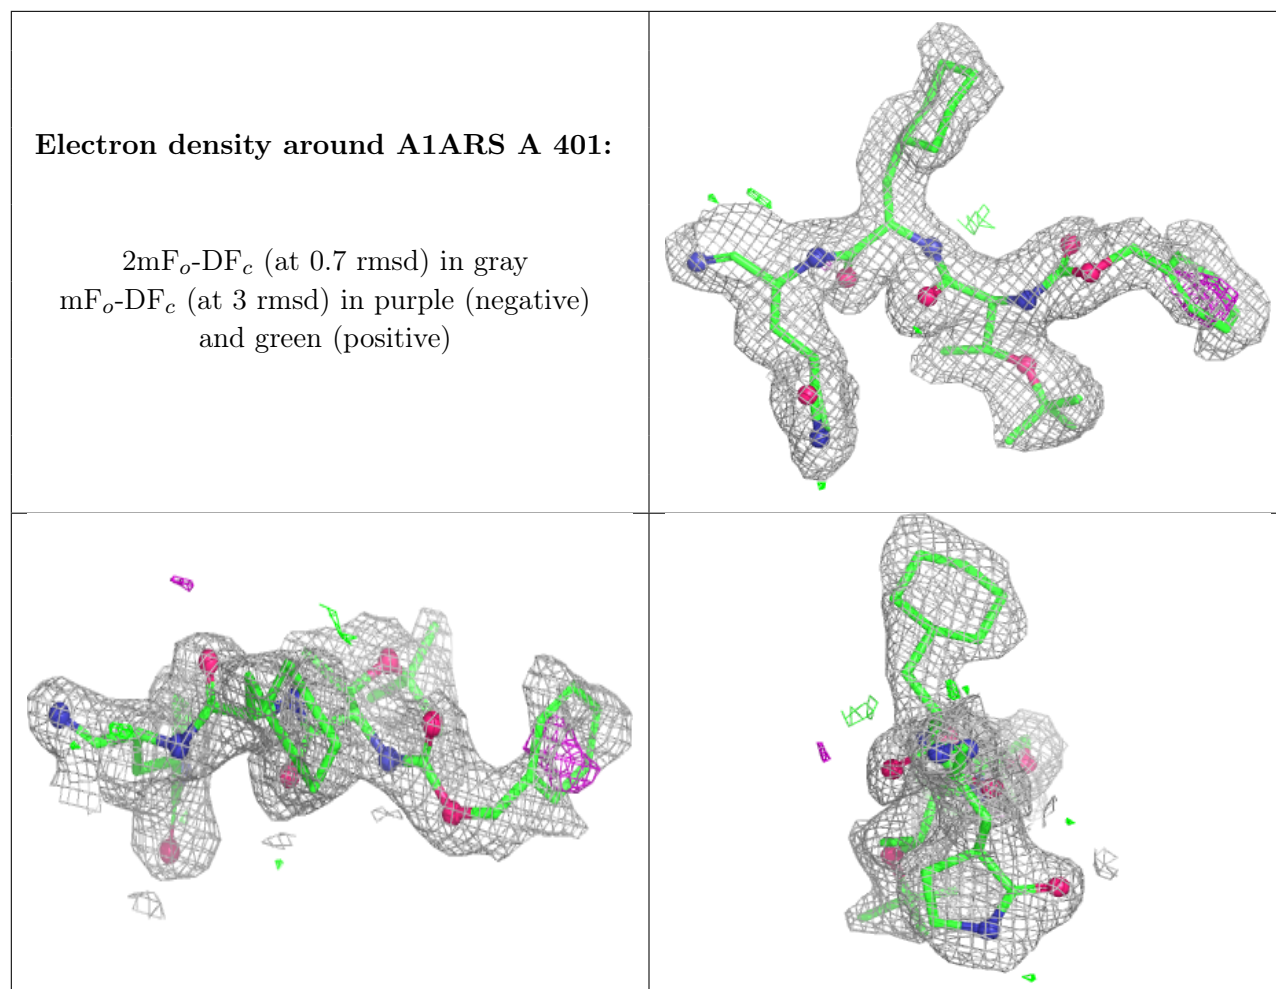 Electron density around A1ARS A 401:
2mFo-DFc (at 0.7 rmsd) in gray
mFo-DFc (at 3 rmsd) in purple (negative)
and green (positive)